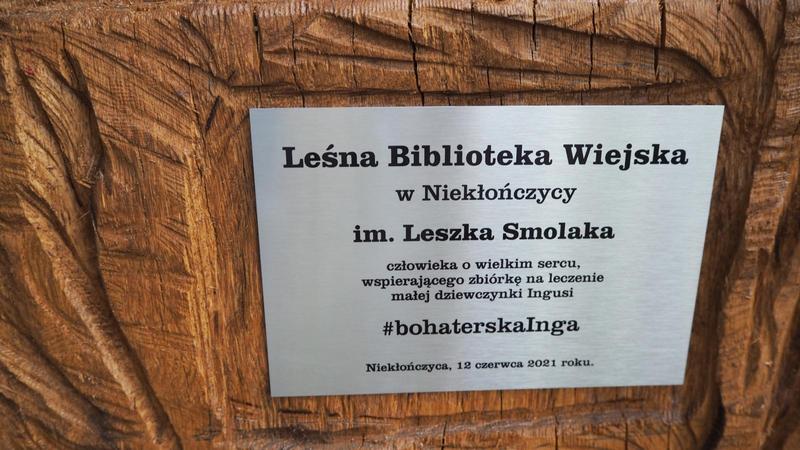 Leśna Biblioteka Wiejska
w Niekłończycy
im. Leszka Smolaka
człowieka o wielkim sercu,
wspierającego zbiórkę na leczenie
małej dziewczynki Ingusi
#bohaterskaInga
Niekłończyca, 12 czerwca 2021 roku.